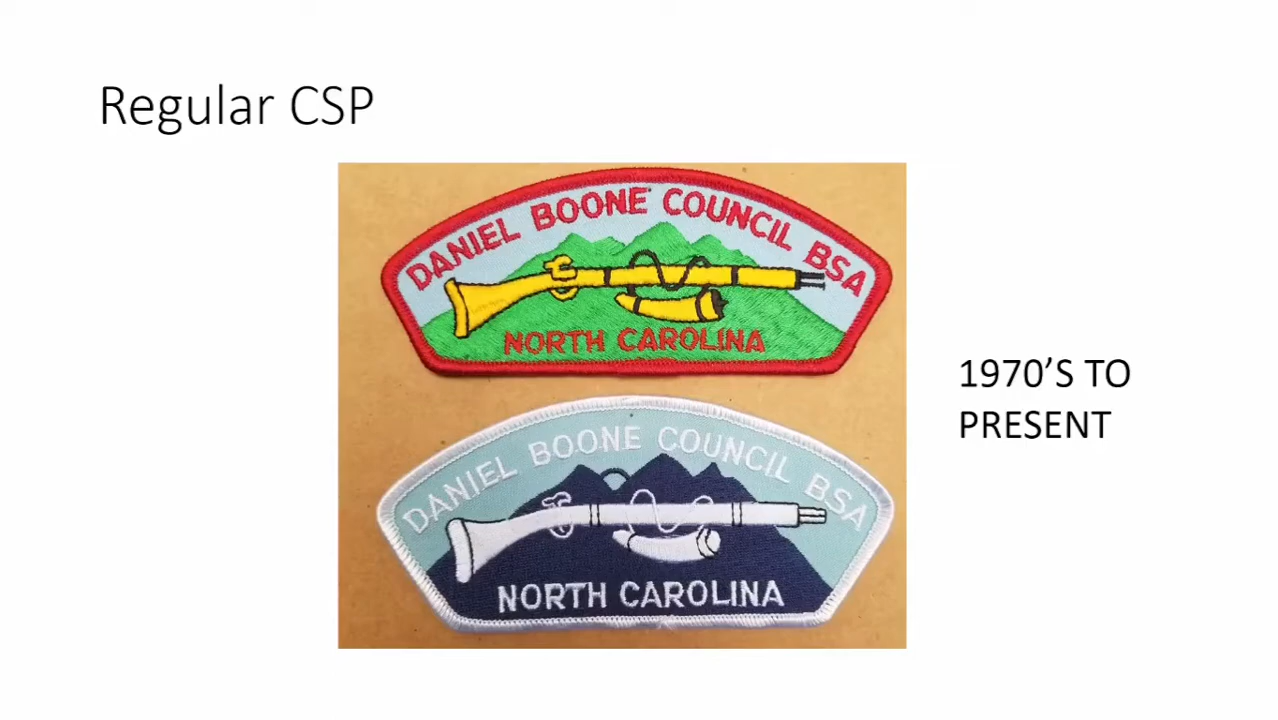 Regular CSP
DANIEL BOONE COUNCIL BSA
NORTH CAROLINA
DANIEL BOONE COUNCIL BSA
NORTH CAROLINA
1970’S TO
PRESENT